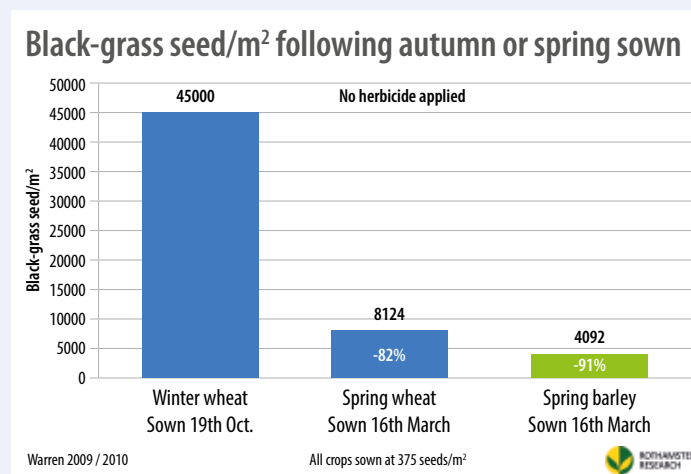 Black-grass seed/m² following autumn or spring sown
No herbicide applied
Black-grass seed/m²
50000
45000
40000
35000
30000
25000
20000
15000
10000
5000
0
45000
8124
-82%
4092
-91%
Winter wheat
Sown 19th Oct.
Spring wheat
Sown 16th March
Spring barley
Sown 16th March
Warren 2009 / 2010
All crops sown at 375 seeds/m²
ROTHAMSTED
RESEARCH